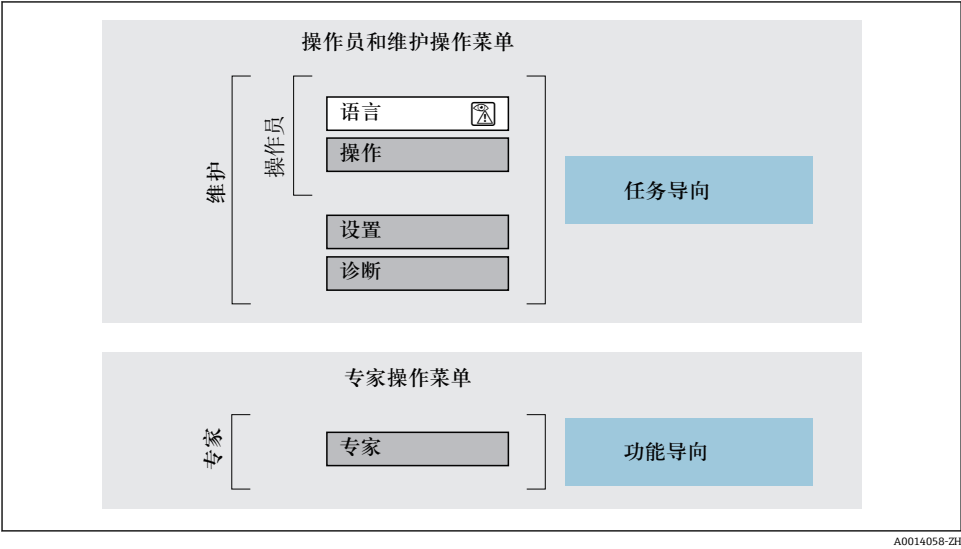 操作员和维护操作菜单
语言
操作员
操作
维护
任务导向
设置
诊断
专家操作菜单
专家
专家
功能导向
A0014058-ZH